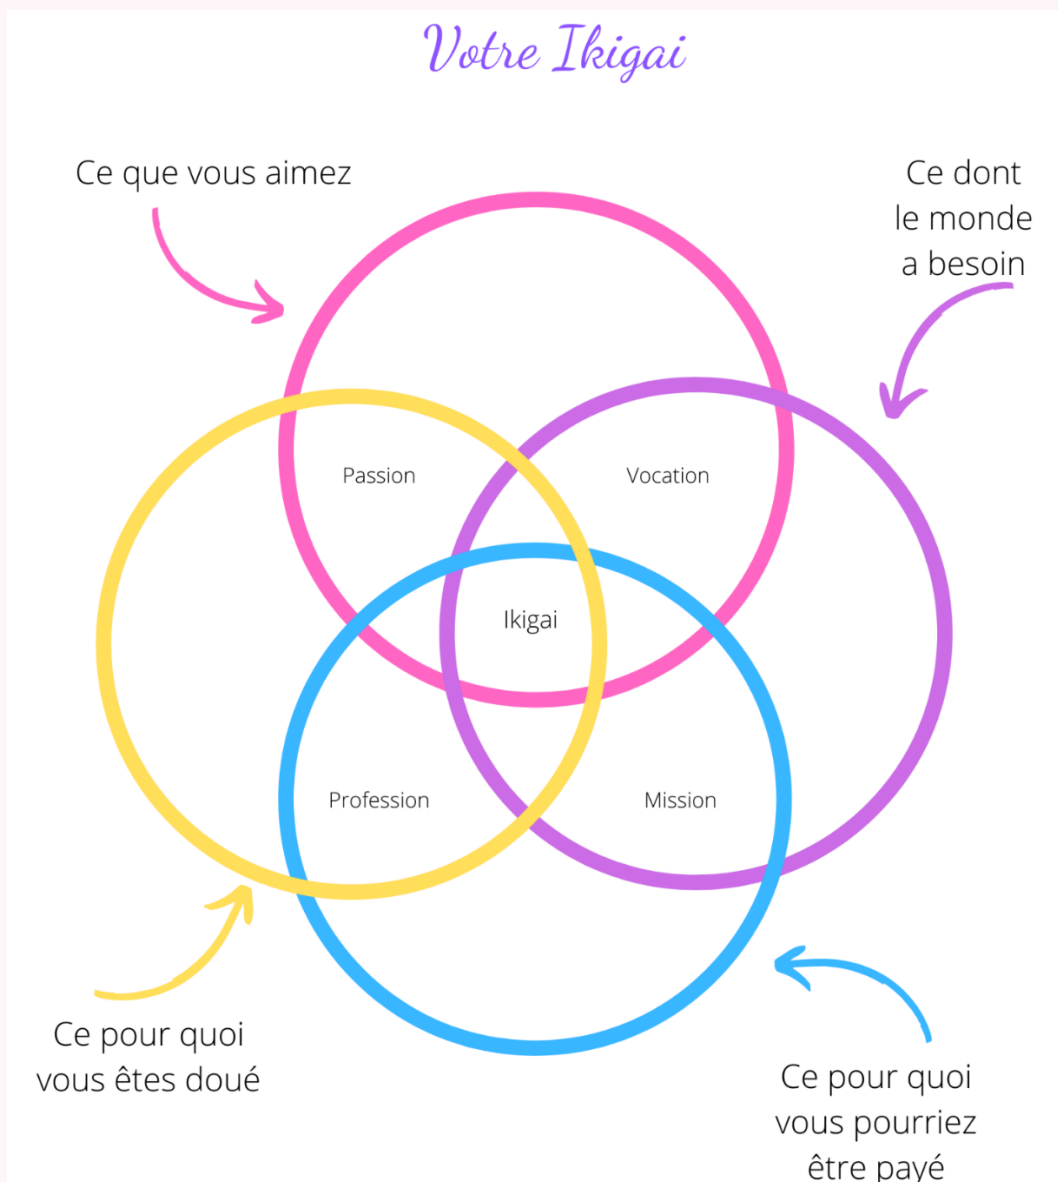 Votre Ikigai
Ce que vous aimez
Ce dont
le monde
a besoin
Passion
Vocation
Ikigai
Profession
Mission
Ce pour quoi
vous êtes doué
Ce pour quoi
vous pourriez
être payé